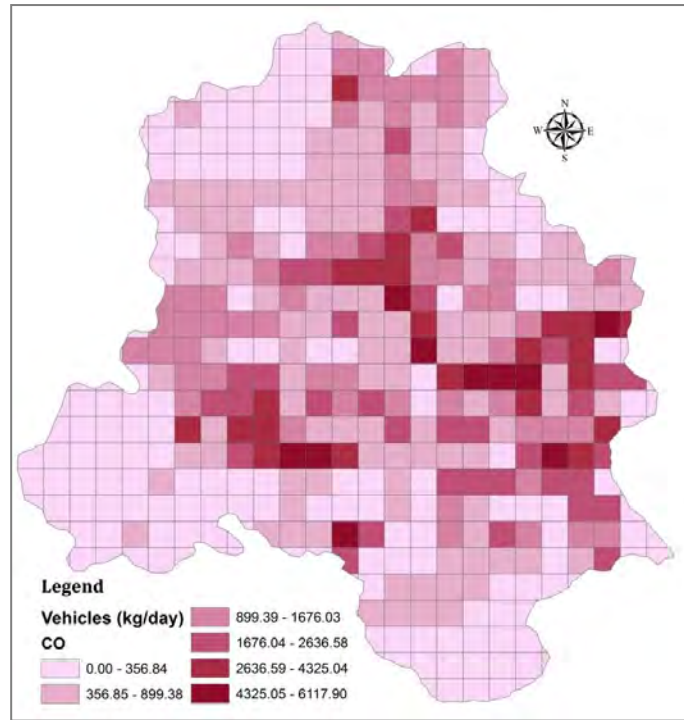 N
W E
S
Legend
Vehicles (kg/day)
CO
0.00 - 356.84
356.85 - 899.38
899.39 - 1676.03
1676.04 - 2636.58
2636.59 - 4325.04
4325.05 - 6117.90